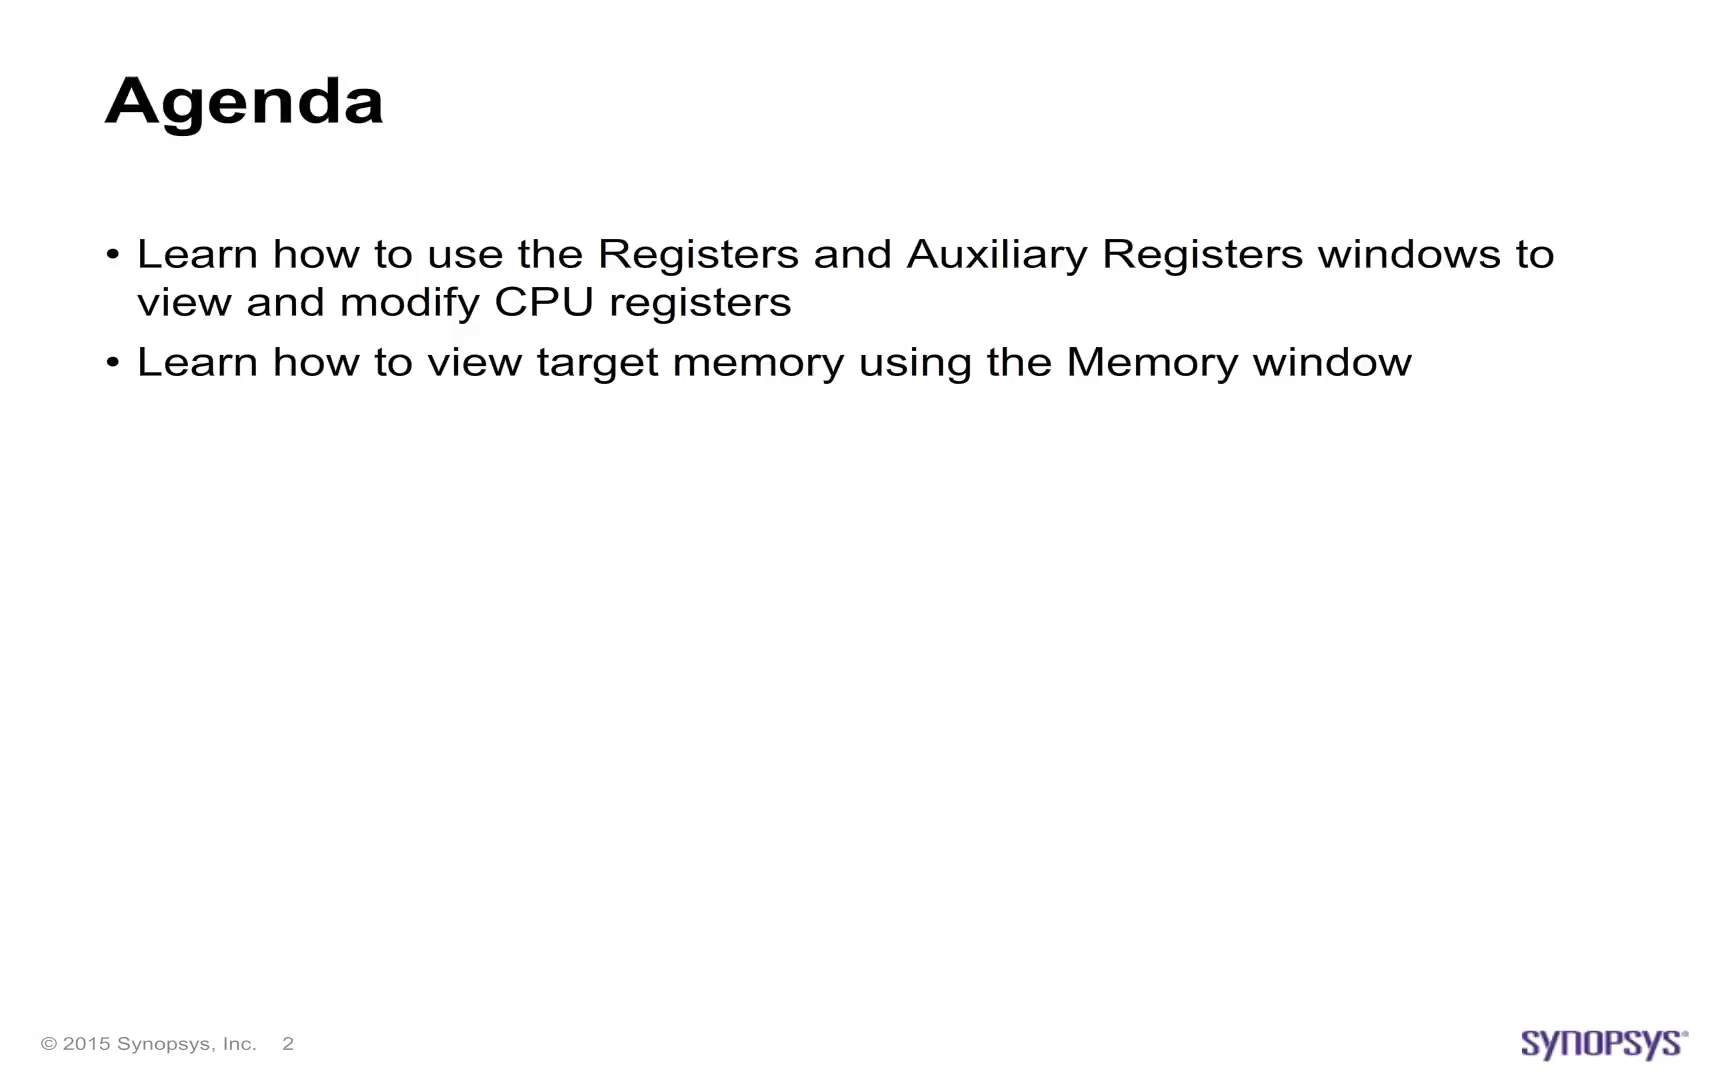 Agenda
• Learn how to use the Registers and Auxiliary Registers windows to
view and modify CPU registers
• Learn how to view target memory using the Memory window
© 2015 Synopsys, Inc. 2
SYNOPSYS®